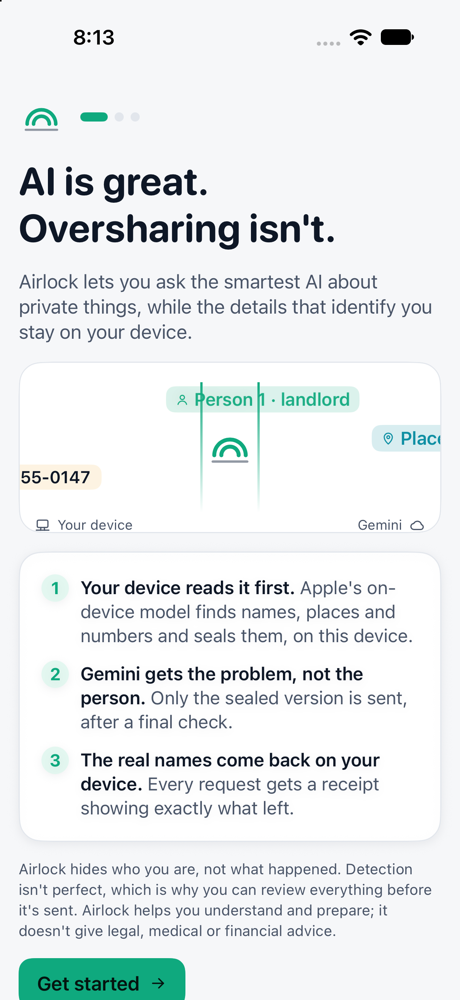 8:13
AI is great.
Oversharing isn't.
Airlock lets you ask the smartest AI about
private things, while the details that identify you
stay on your device.
Person 1 · landlord
55-0147
Your device
Gemini
1 Your device reads it first. Apple's on-
device model finds names, places and
numbers and seals them, on this device.
2 Gemini gets the problem, not the
person. Only the sealed version is sent,
after a final check.
3 The real names come back on your
device. Every request gets a receipt
showing exactly what left.
Airlock hides who you are, not what happened. Detection
isn't perfect, which is why you can review everything before
it's sent. Airlock helps you understand and prepare; it
doesn't give legal, medical or financial advice.
Get started →